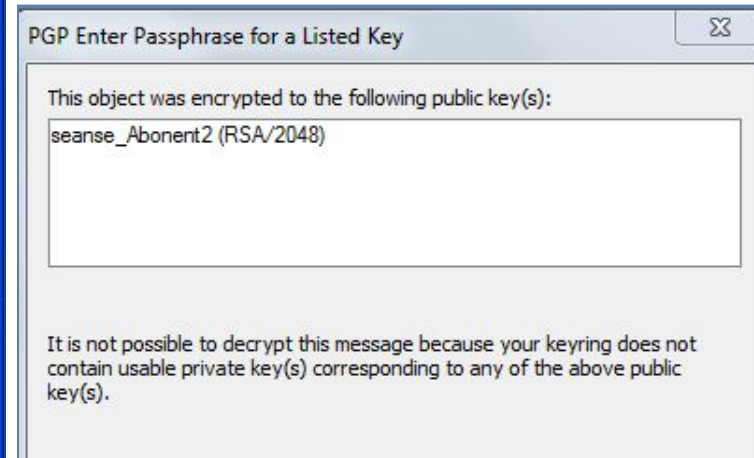 PGP Enter Passphrase for a Listed Key
This object was encrypted to the following public key(s):
seanse_Abonent2 (RSA/2048)
It is not possible to decrypt this message because your keyring does not
contain usable private key(s) corresponding to any of the above public
key(s).